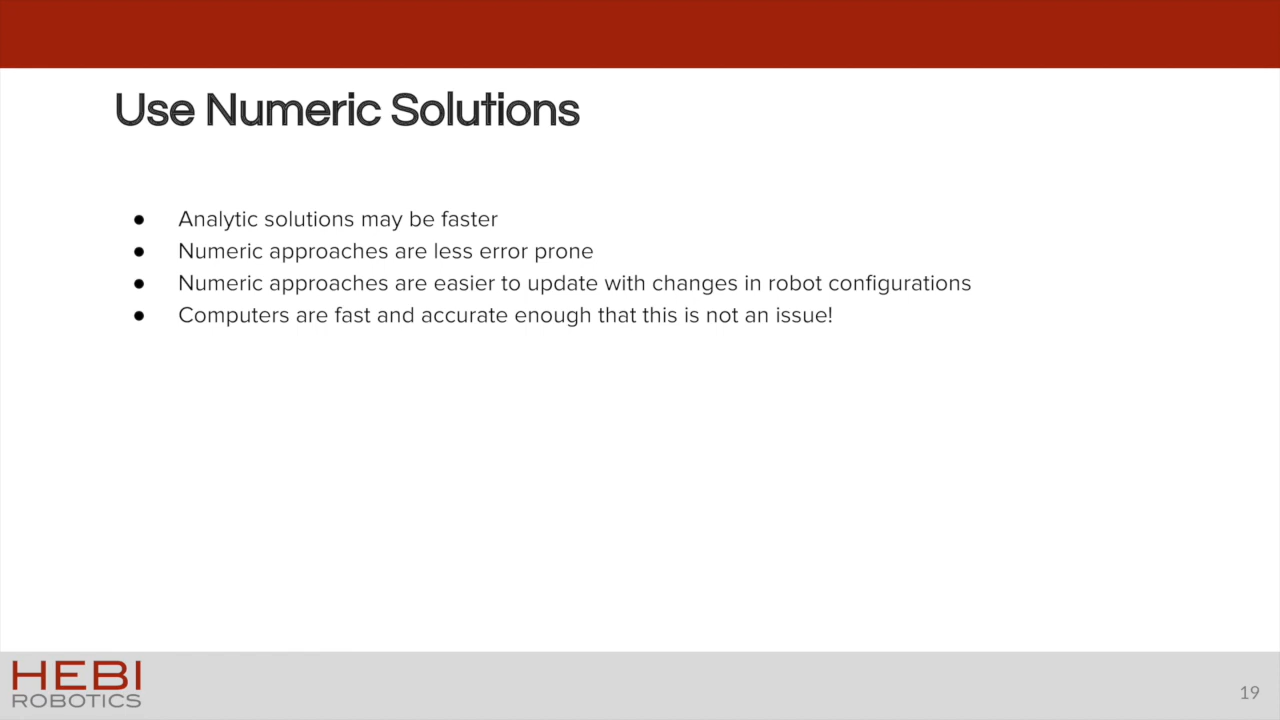 Use Numeric Solutions
● Analytic solutions may be faster
● Numeric approaches are less error prone
● Numeric approaches are easier to update with changes in robot configurations
● Computers are fast and accurate enough that this is not an issue!
HEBI
ROBOTICS
19